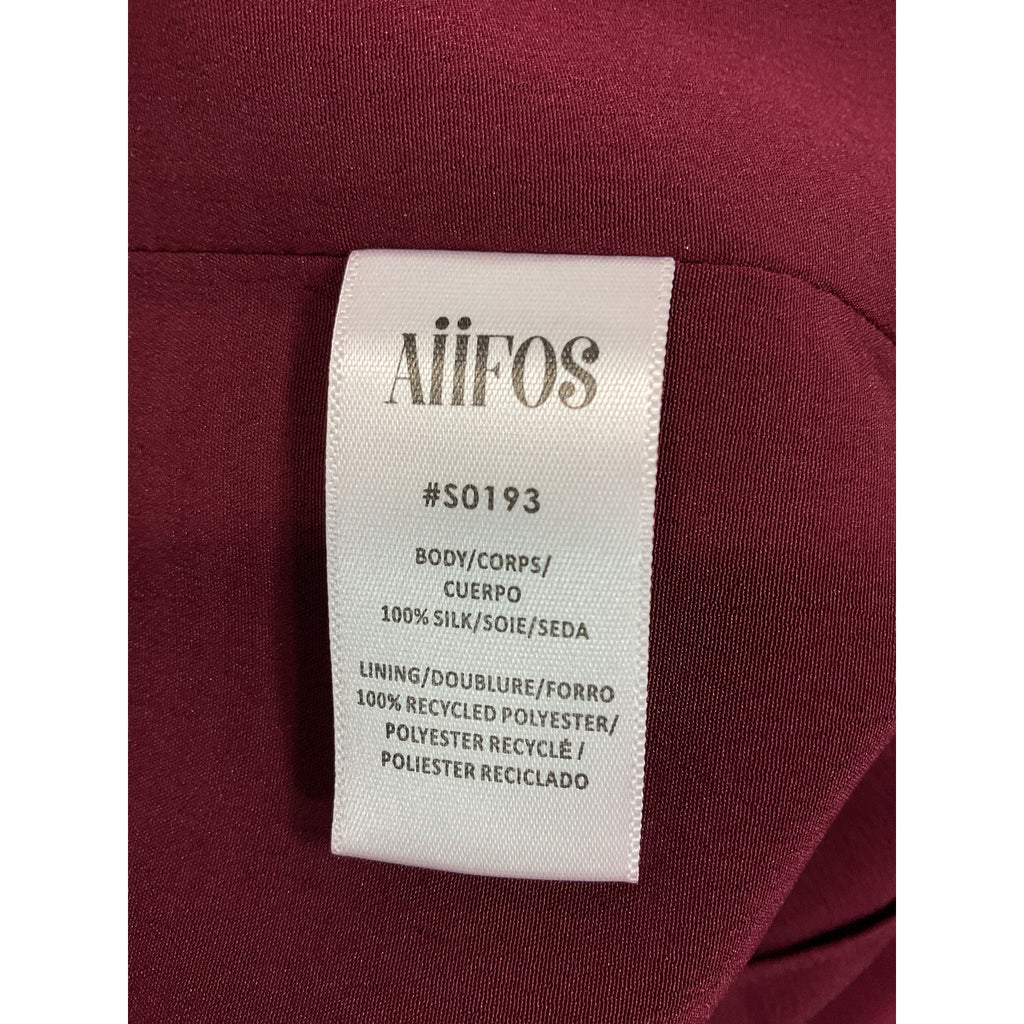 AiiFOS
#S0193
BODY/CORPS/
CUERPO
100% SILK/SOIE/SEDA
LINING/DOUBLURE/FORRO
100% RECYCLED POLYESTER/
POLYESTER RECYCLÉ /
POLIESTER RECICLADO